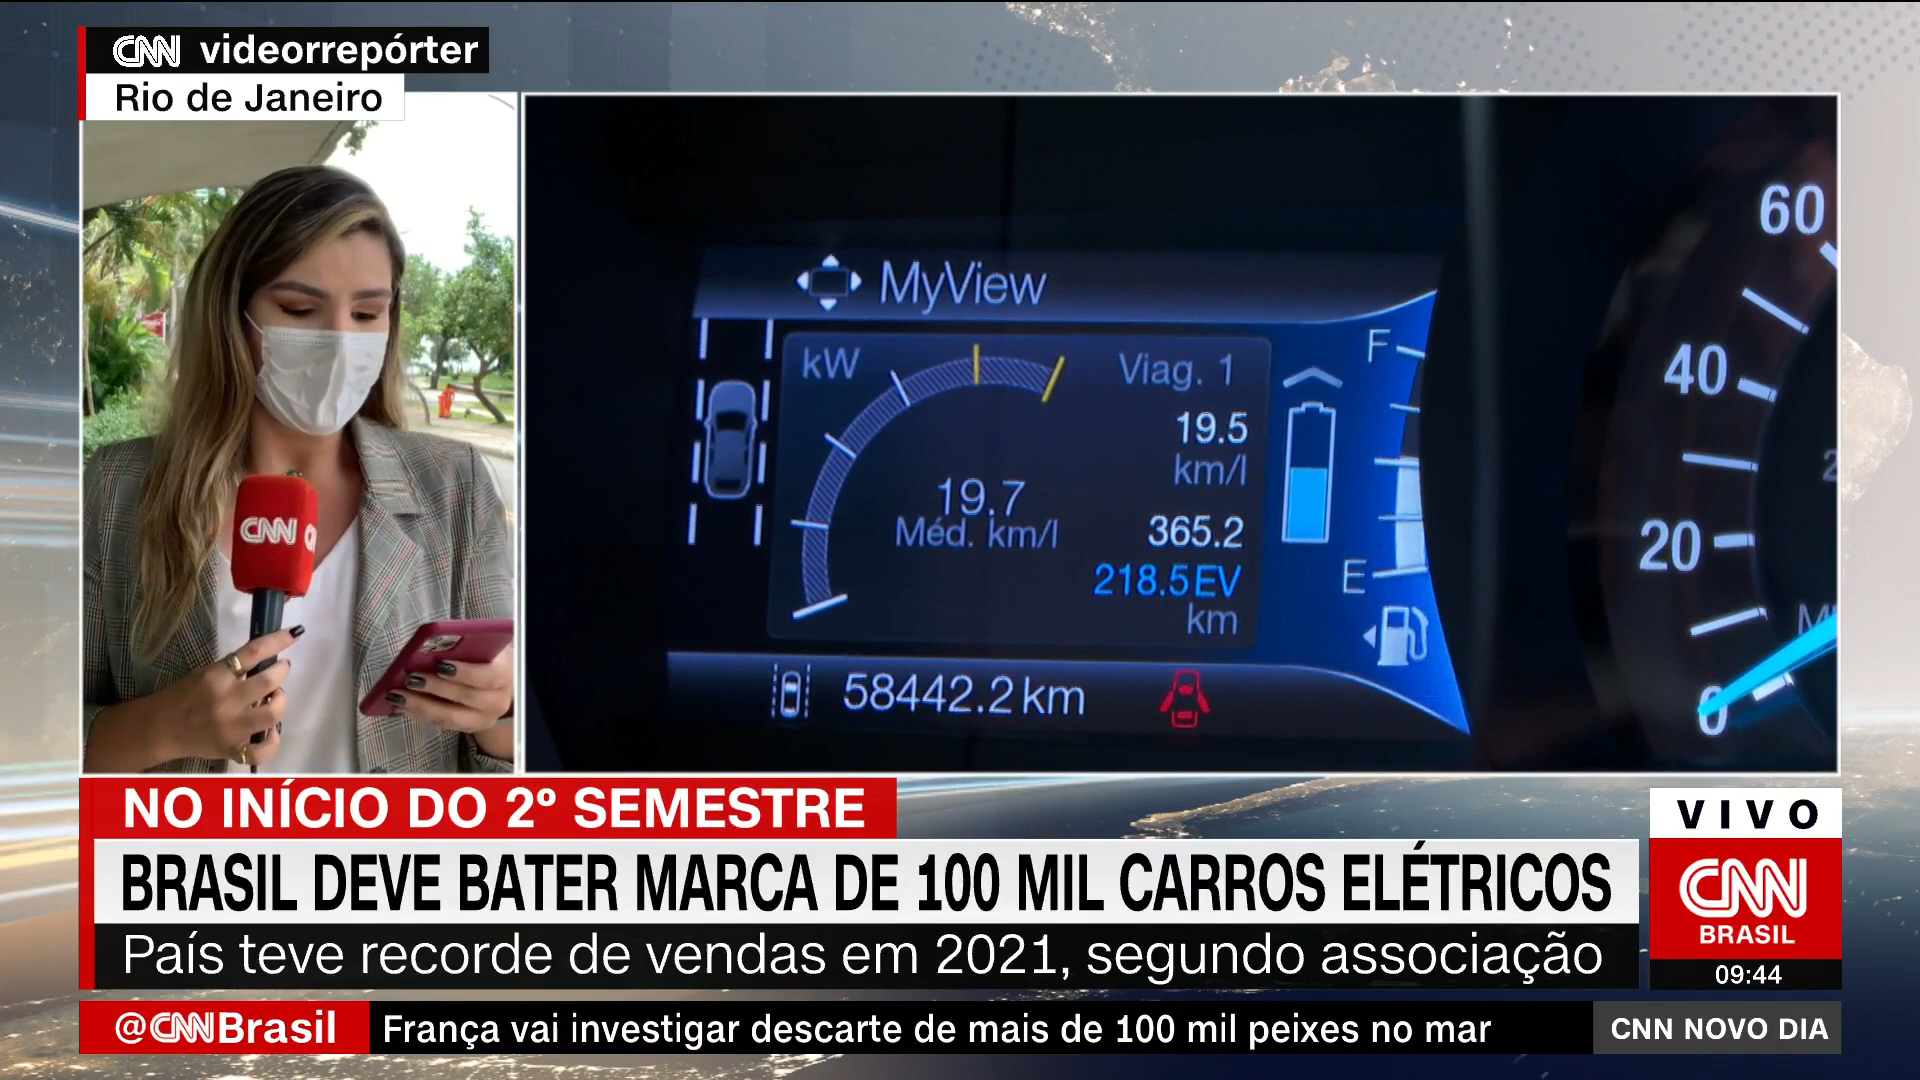 CNN videorrepórter
Rio de Janeiro
CNN
MyView
kW
Viag. 1
19.5
km/l
19.7
Méd. km/l
365.2
218.5EV
km
58442.2km
F
E
60
40
20
0
NO INÍCIO DO 2º SEMESTRE
BRASIL DEVE BATER MARCA DE 100 MIL CARROS ELÉTRICOS
País teve recorde de vendas em 2021, segundo associação
VIVO
CNN
BRASIL
09:44
@CNNBrasil
França vai investigar descarte de mais de 100 mil peixes no mar
CNN NOVO DIA